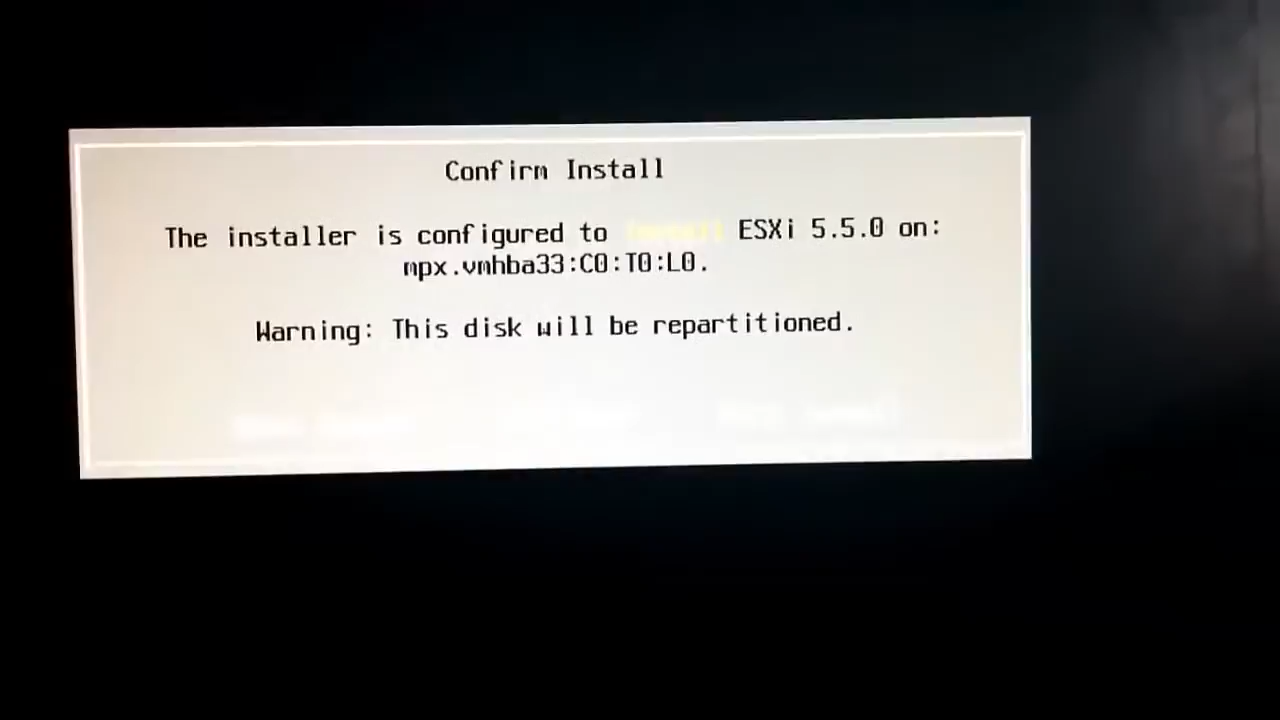 Confirm Install
The installer is configured to install ESXi 5.5.0 on:
mpx.vmhba33:C0:T0:L0.
Warning: This disk will be repartitioned.